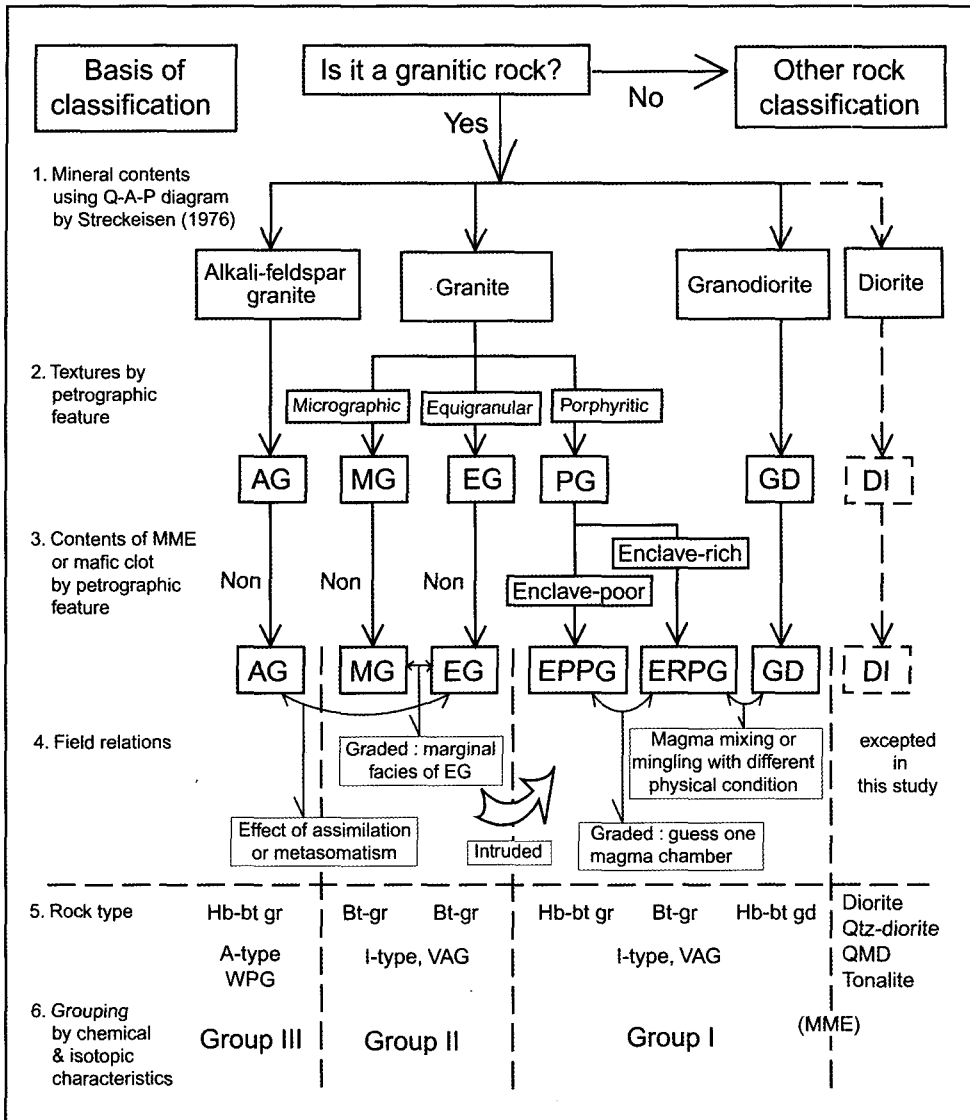 Basis of
classification
Is it a granitic rock?
No
Other rock
classification
Yes
1. Mineral contents
using Q-A-P diagram
by Streckeisen (1976)
Alkali-feldspar
granite
Granite
Granodiorite
Diorite
2. Textures by
petrographic
feature
Micrographic
Equigranular
Porphyritic
AG
MG
EG
PG
GD
DI
3. Contents of MME
or mafic clot
by petrographic
feature
Non
Non
Non
Enclave-rich
Enclave-poor
AG
MG
EG
EPPG
ERPG
GD
DI
4. Field relations
Graded : marginal
facies of EG
Magma mixing or
mingling with different
physical condition
excepted
in
this study
Effect of assimilation
or metasomatism
Intruded
Graded : guess one
magma chamber
5. Rock type
Hb-bt gr
Bt-gr
Bt-gr
Hb-bt gr
Bt-gr
Hb-bt gd
Diorite
Qtz-diorite
QMD
Tonalite
A-type
WPG
I-type, VAG
I-type, VAG
6. Grouping
by chemical
& isotopic
characteristics
Group III
Group II
Group I
(MME)